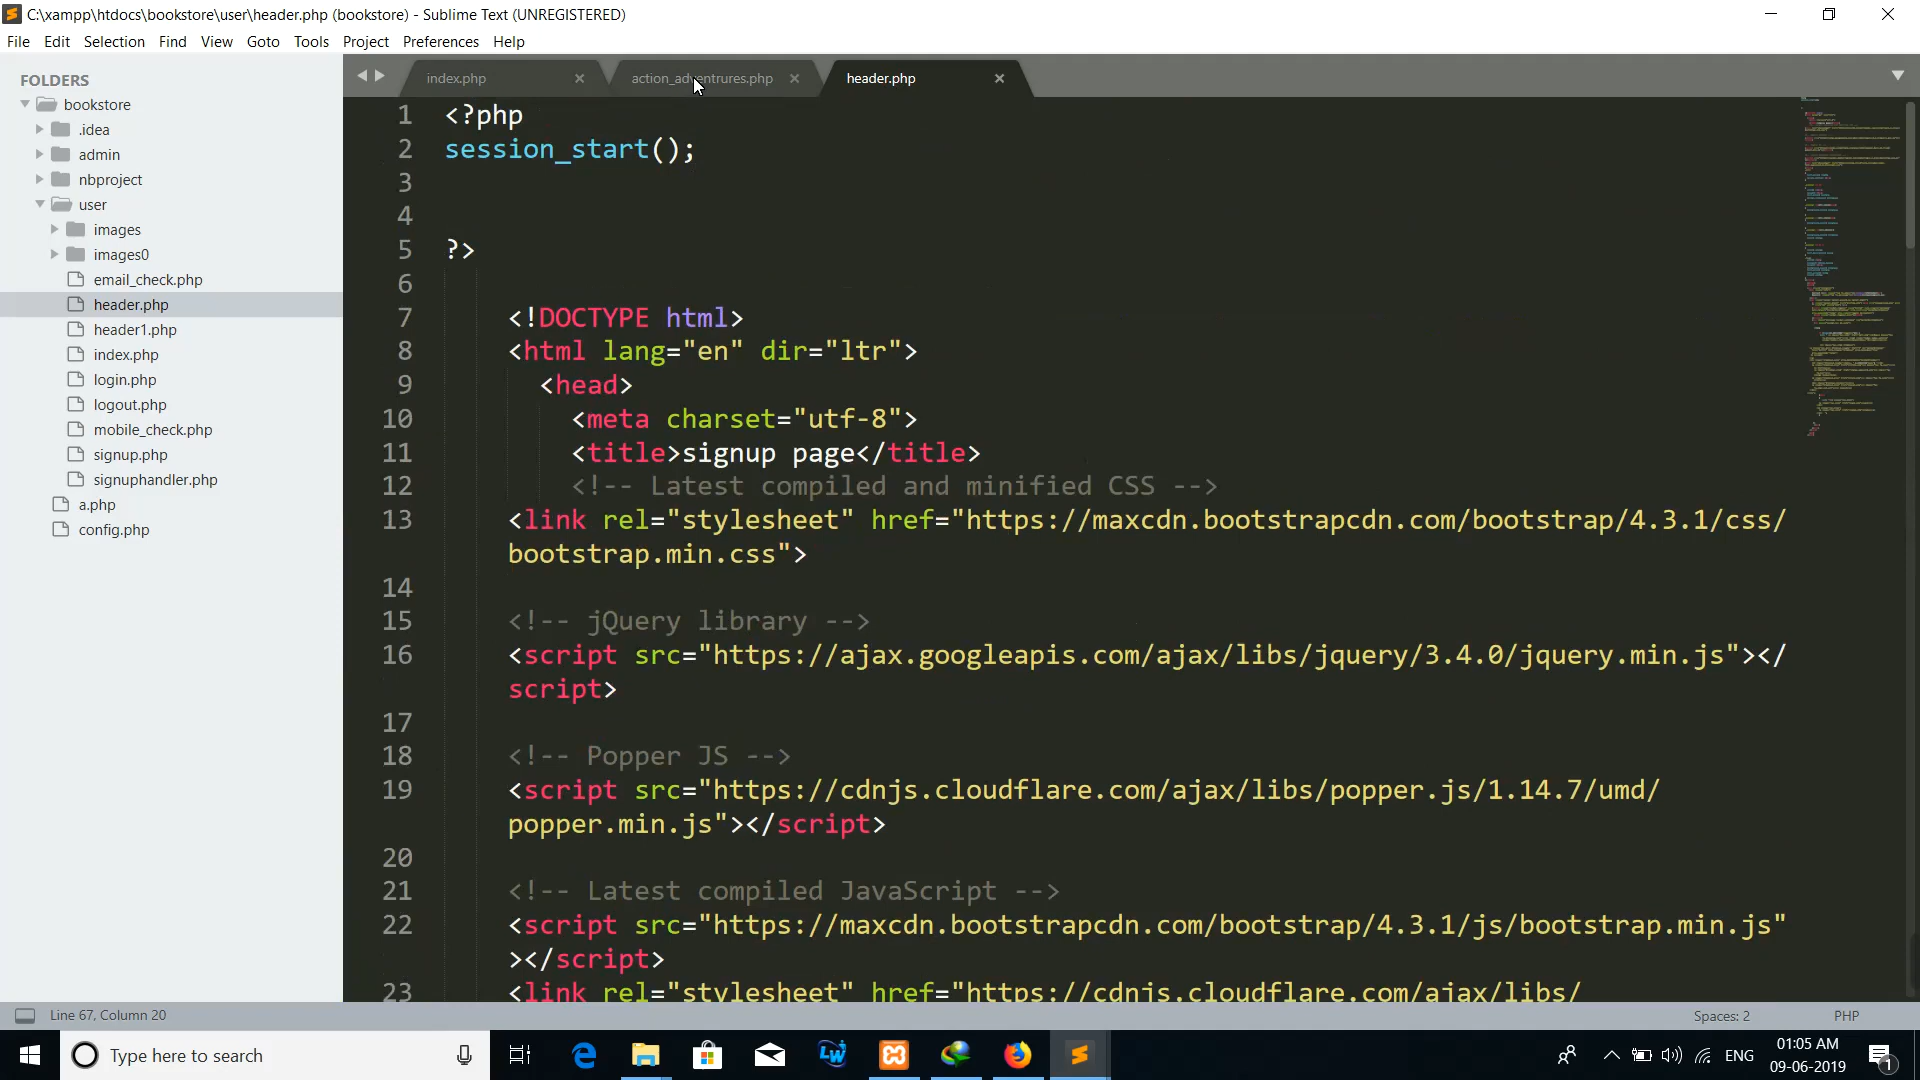 C:\xampp\htdocs\bookstore\user\header.php (bookstore) - Sublime Text (UNREGISTERED)
File Edit Selection Find View Goto Tools Project Preferences Help
FOLDERS
bookstore
.idea
admin
nbproject
user
images
images0
email_check.php
header.php
header1.php
index.php
login.php
logout.php
mobile_check.php
signup.php
signuphandler.php
a.php
config.php
index.php action_adventrures.php header.php
1 <?php
2 session_start();
3
4
5 ?>
6
7 <!DOCTYPE html>
8 <html lang="en" dir="ltr">
9 <head>
10 <meta charset="utf-8">
11 <title>signup page</title>
12 <!-- Latest compiled and minified CSS -->
13 <link rel="stylesheet" href="https://maxcdn.bootstrapcdn.com/bootstrap/4.3.1/css/
bootstrap.min.css">
14
15 <!-- jQuery library -->
16 <script src="https://ajax.googleapis.com/ajax/libs/jquery/3.4.0/jquery.min.js"></
script>
17
18 <!-- Popper JS -->
19 <script src="https://cdnjs.cloudflare.com/ajax/libs/popper.js/1.14.7/umd/
popper.min.js"></script>
20
21 <!-- Latest compiled JavaScript -->
22 <script src="https://maxcdn.bootstrapcdn.com/bootstrap/4.3.1/js/bootstrap.min.js"
></script>
23 <link rel="stylesheet" href="https://cdnjs.cloudflare.com/ajax/libs/
Line 67, Column 20 Spaces: 2 PHP
Type here to search
ENG
01:05 AM
09-06-2019
1